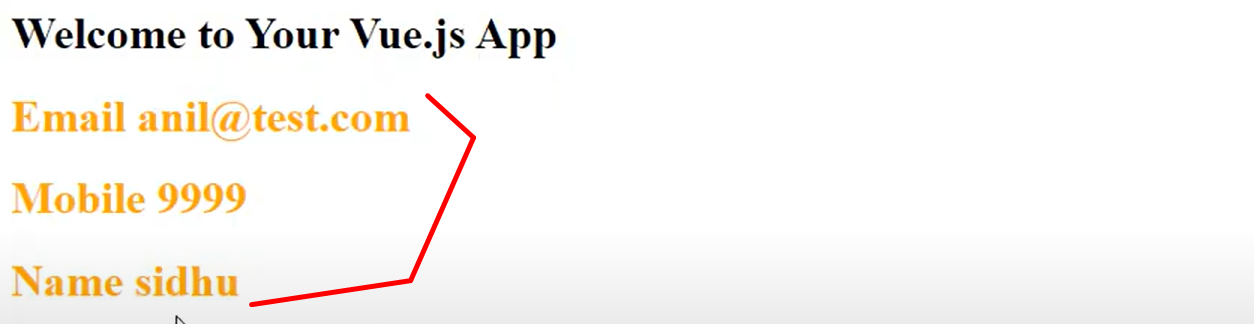 Welcome to Your Vue.js App
Email anil@test.com
Mobile 9999
Name sidhu